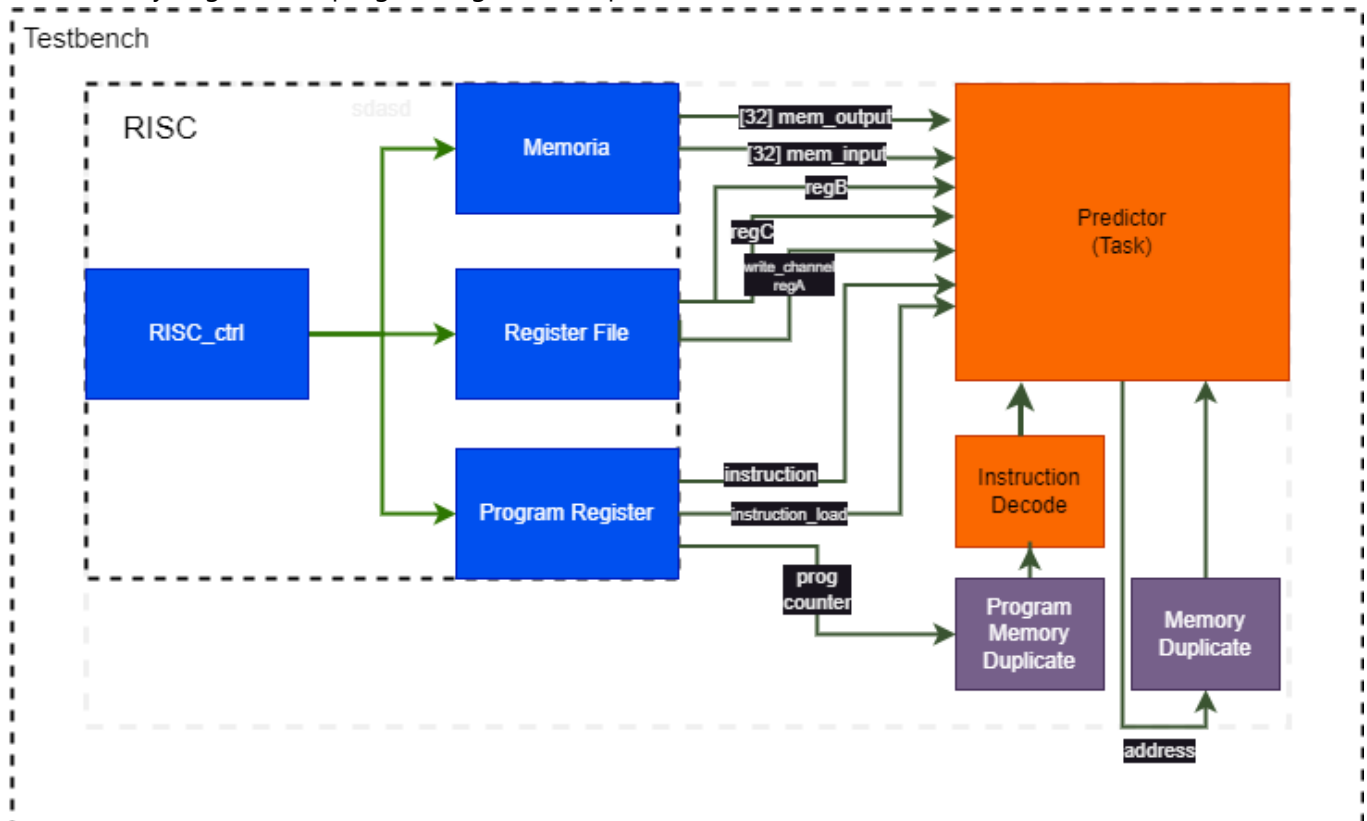 Testbench
RISC
sdasd
Memoria
[32] mem_output
[32] mem_input
regB
regC
write_channel
regA
Predictor
(Task)
RISC_ctrl
Register File
Program Register
instruction
instruction_load
prog
counter
Instruction
Decode
Program
Memory
Duplicate
Memory
Duplicate
address